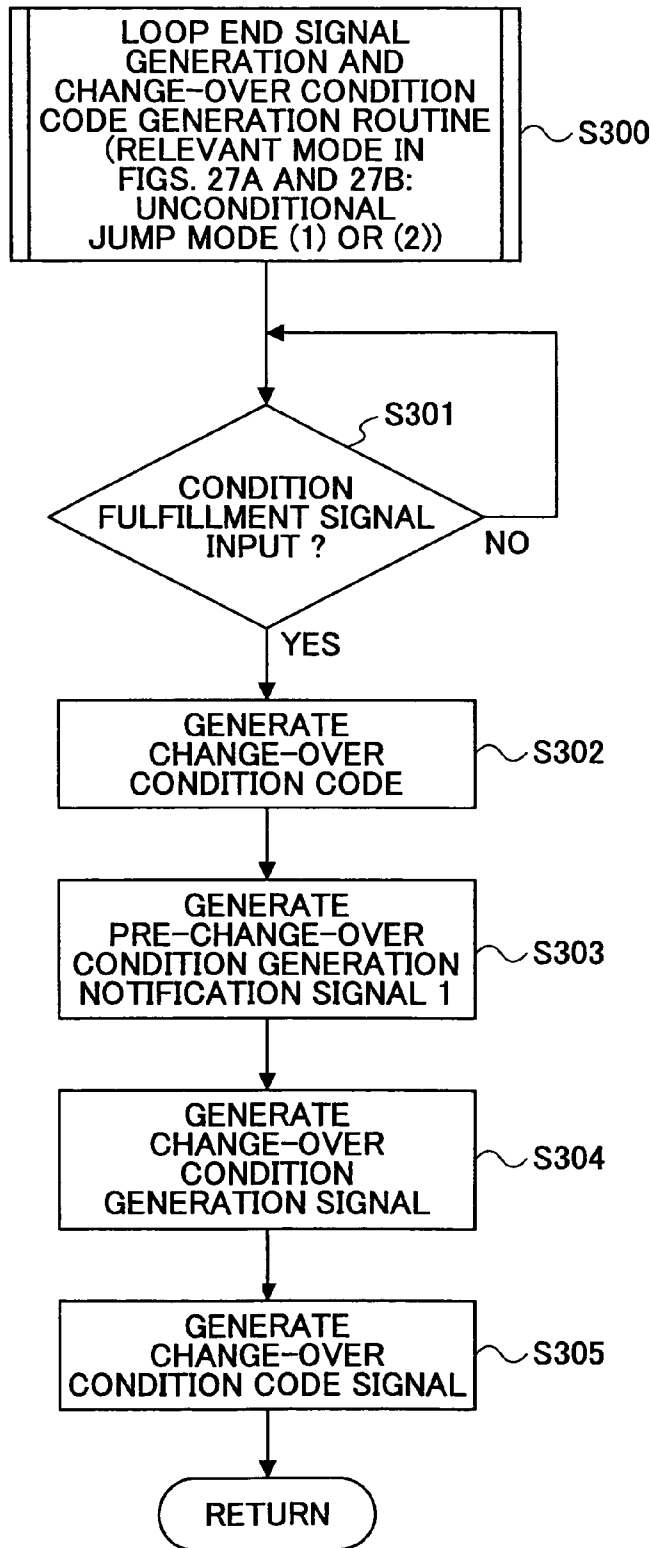 LOOP END SIGNAL
GENERATION AND
CHANGE-OVER CONDITION
CODE GENERATION ROUTINE
(RELEVANT MODE IN
FIGS. 27A AND 27B:
UNCONDITIONAL
JUMP MODE (1) OR (2))
S300
S301
CONDITION
FULFILLMENT SIGNAL
INPUT ?
NO
YES
GENERATE
CHANGE-OVER
CONDITION CODE
S302
GENERATE
PRE-CHANGE-OVER
CONDITION GENERATION
NOTIFICATION SIGNAL 1
S303
GENERATE
CHANGE-OVER
CONDITION
GENERATION SIGNAL
S304
GENERATE
CHANGE-OVER
CONDITION CODE SIGNAL
S305
RETURN